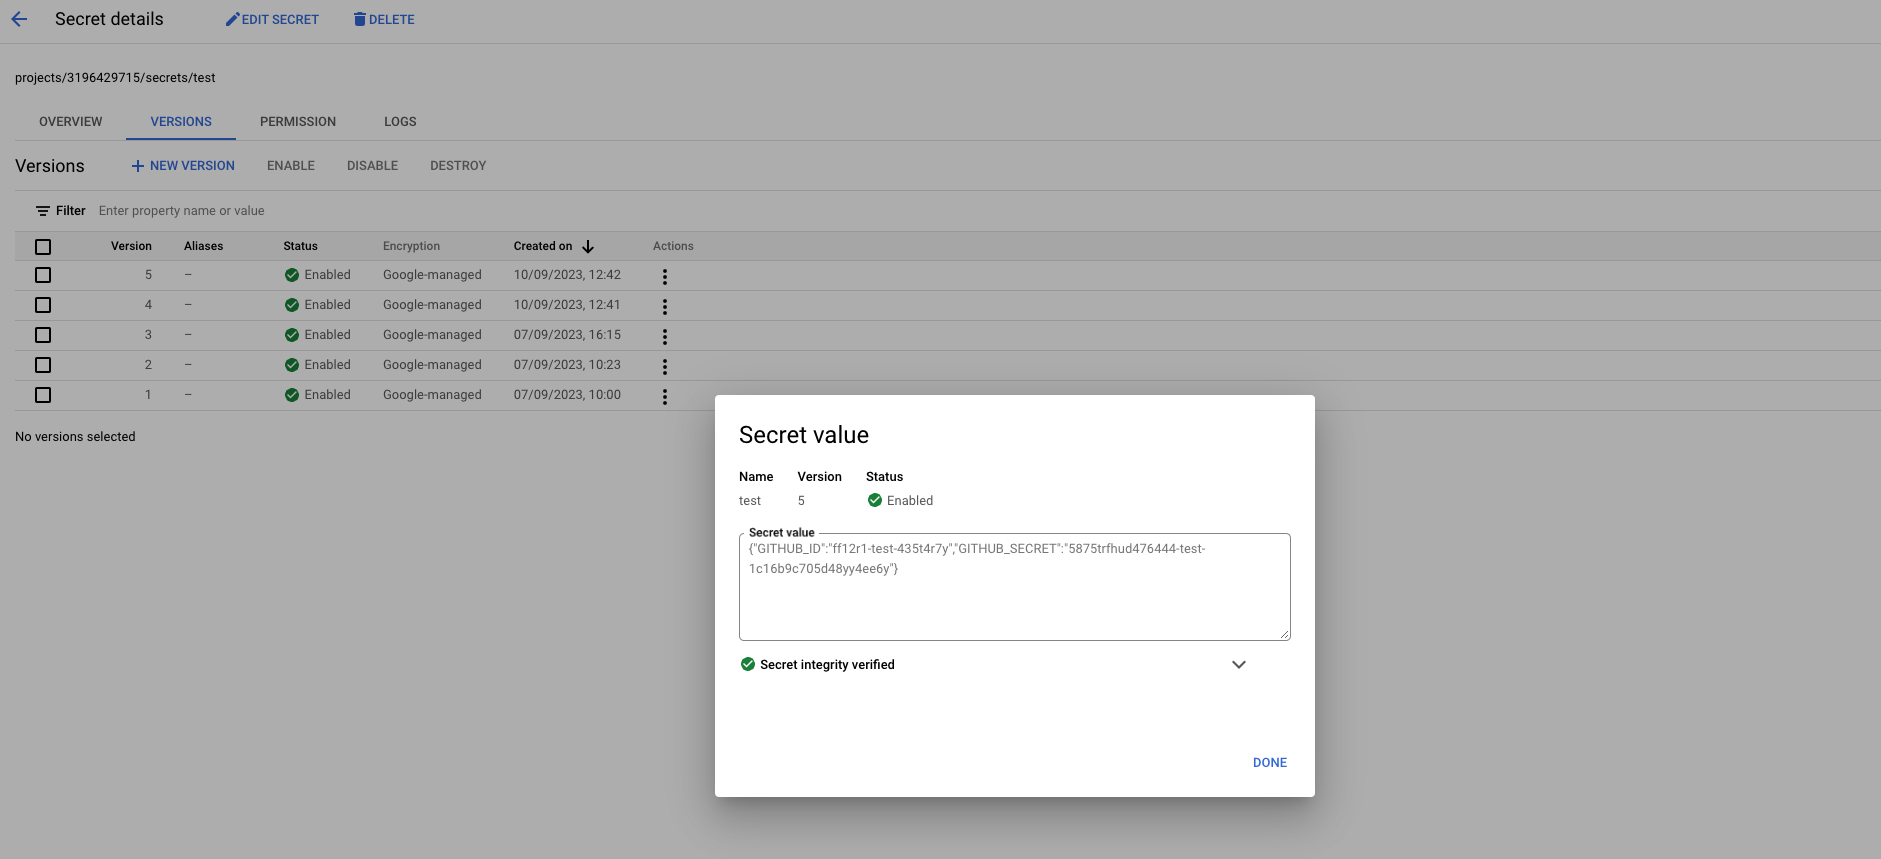 Secret details
EDIT SECRET
DELETE
projects/3196429715/secrets/test
OVERVIEW VERSIONS PERMISSION LOGS
Versions
NEW VERSION ENABLE DISABLE DESTROY
Filter Enter property name or value
Version Aliases Status Encryption Created on Actions
5 – Enabled Google-managed 10/09/2023, 12:42
4 – Enabled Google-managed 10/09/2023, 12:41
3 – Enabled Google-managed 07/09/2023, 16:15
2 – Enabled Google-managed 07/09/2023, 10:23
1 – Enabled Google-managed 07/09/2023, 10:00
No versions selected
Secret value
Name Version Status
test 5 Enabled
Secret value
{"GITHUB_ID":"ff12r1-test-435t4r7y","GITHUB_SECRET":"5875trfhud476444-test-
1c16b9c705d48yy4ee6y"}
Secret integrity verified
DONE